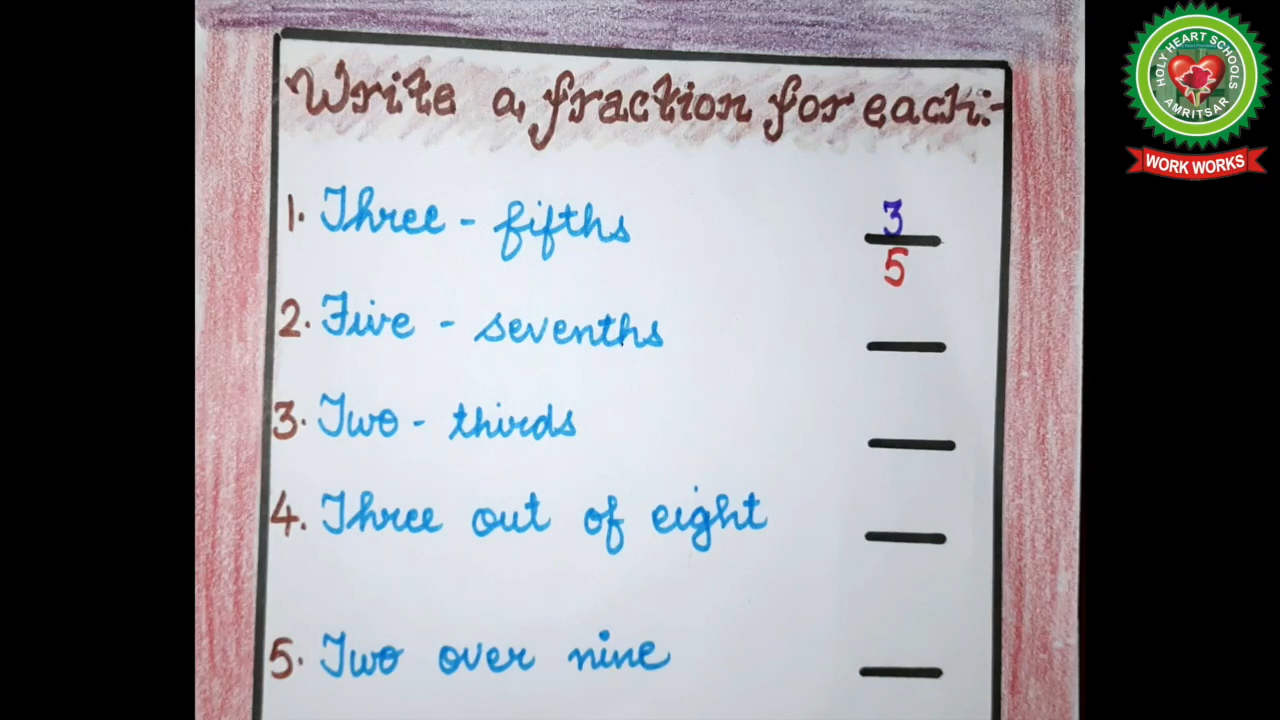 Write a fraction for each:-
1. Three - fifths 3/5
2. Five - sevenths
3. Two - thirds
4. Three out of eight
5. Two over nine
HOLY HEART SCHOOLS
AMRITSAR
WORK WORKS